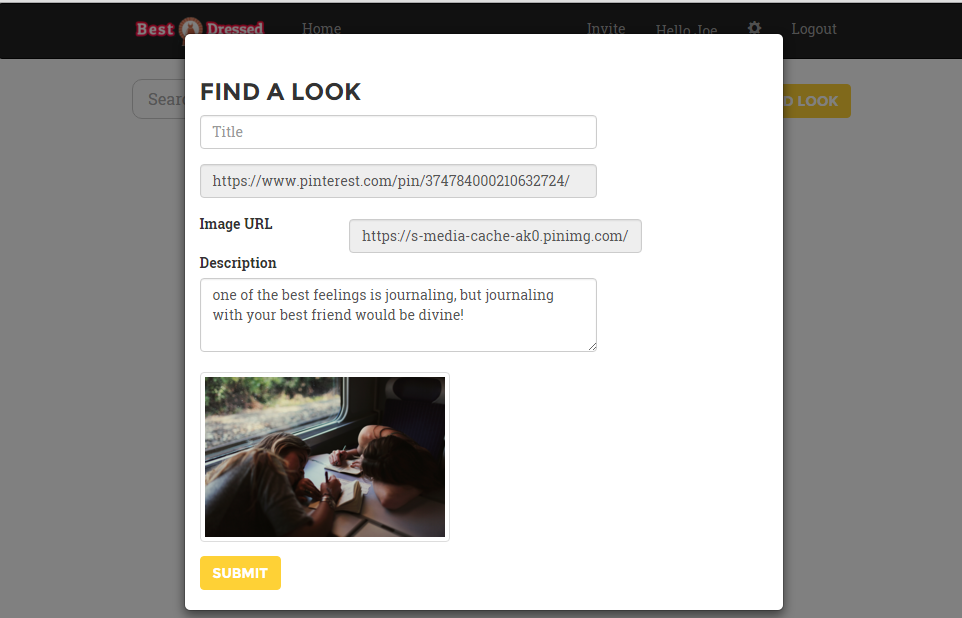 Best Dressed
Home
Invite
Hello Joe
Logout
Sear
D LOOK
FIND A LOOK
Title
https://www.pinterest.com/pin/374784000210632724/
Image URL
https://s-media-cache-ak0.pinimg.com/
Description
one of the best feelings is journaling, but journaling
with your best friend would be divine!
SUBMIT